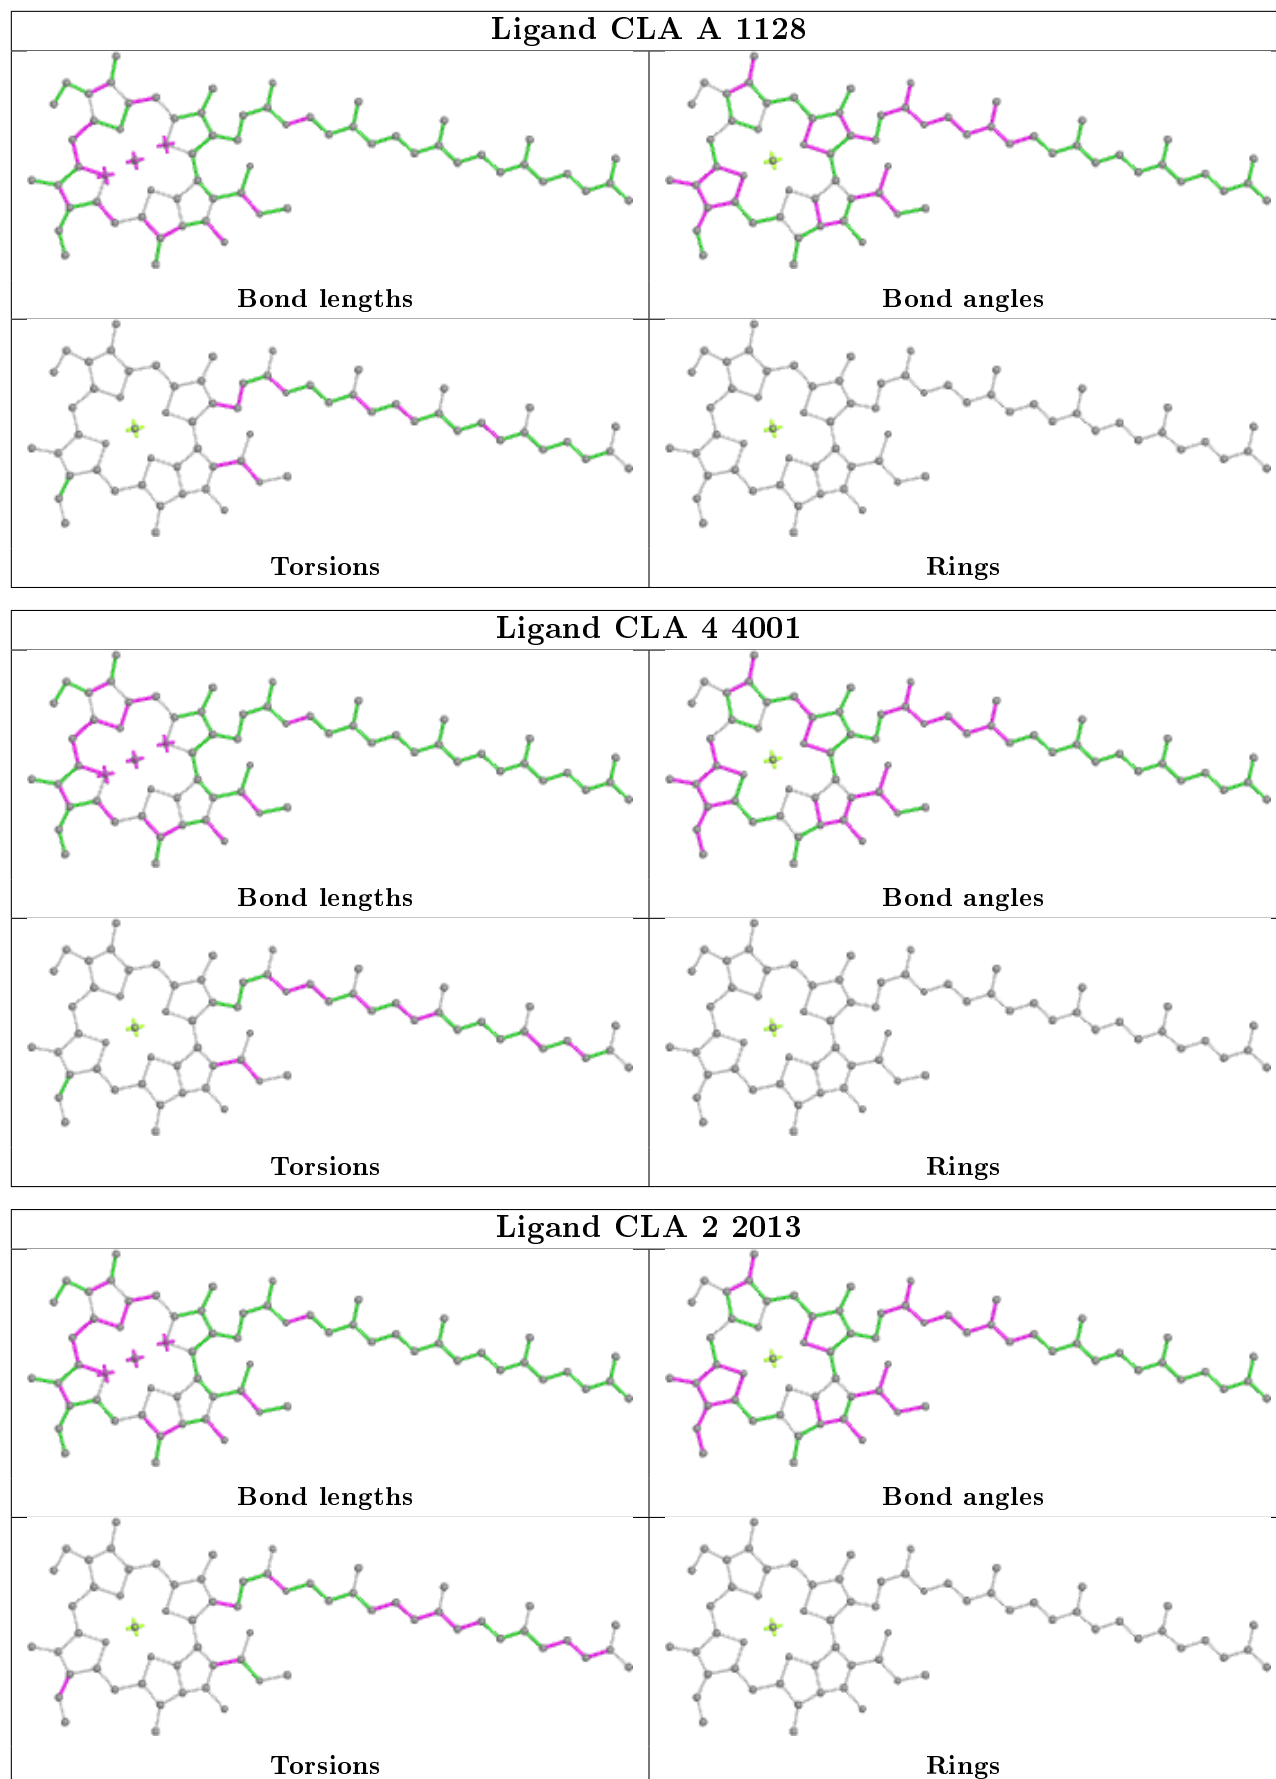 Ligand CLA A 1128
Bond lengths
Bond angles
Torsions
Rings
Ligand CLA 4 4001
Bond lengths
Bond angles
Torsions
Rings
Ligand CLA 2 2013
Bond lengths
Bond angles
Torsions
Rings